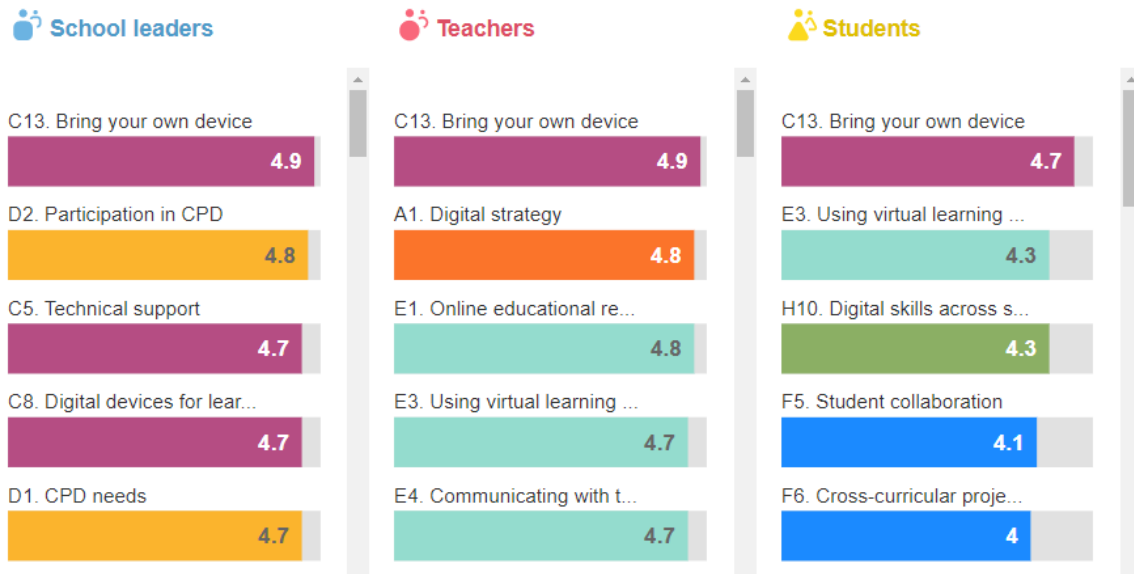 School leaders
C13. Bring your own device
4.9
D2. Participation in CPD
4.8
C5. Technical support
4.7
C8. Digital devices for lear...
4.7
D1. CPD needs
4.7
Teachers
C13. Bring your own device
4.9
A1. Digital strategy
4.8
E1. Online educational re...
4.8
E3. Using virtual learning ...
4.7
E4. Communicating with t...
4.7
Students
C13. Bring your own device
4.7
E3. Using virtual learning ...
4.3
H10. Digital skills across s...
4.3
F5. Student collaboration
4.1
F6. Cross-curricular proje...
4